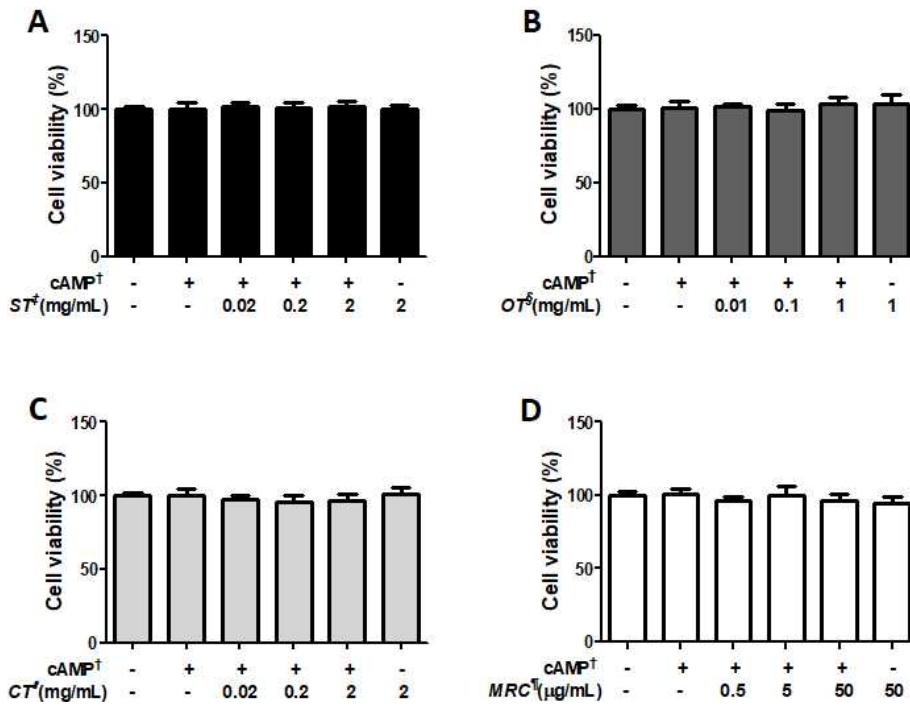 A
Cell viability (%)
150
100
50
0
cAMP† - + + + + -
ST‡(mg/mL) - - 0.02 0.2 2 2
B
Cell viability (%)
150
100
50
0
cAMP† - + + + + -
OT§(mg/mL) - - 0.01 0.1 1 1
C
Cell viability (%)
150
100
50
0
cAMP† - + + + + -
CT(mg/mL) - - 0.02 0.2 2 2
D
Cell viability (%)
150
100
50
0
cAMP† - + + + + -
MRC¶(μg/mL) - - 0.5 5 50 50